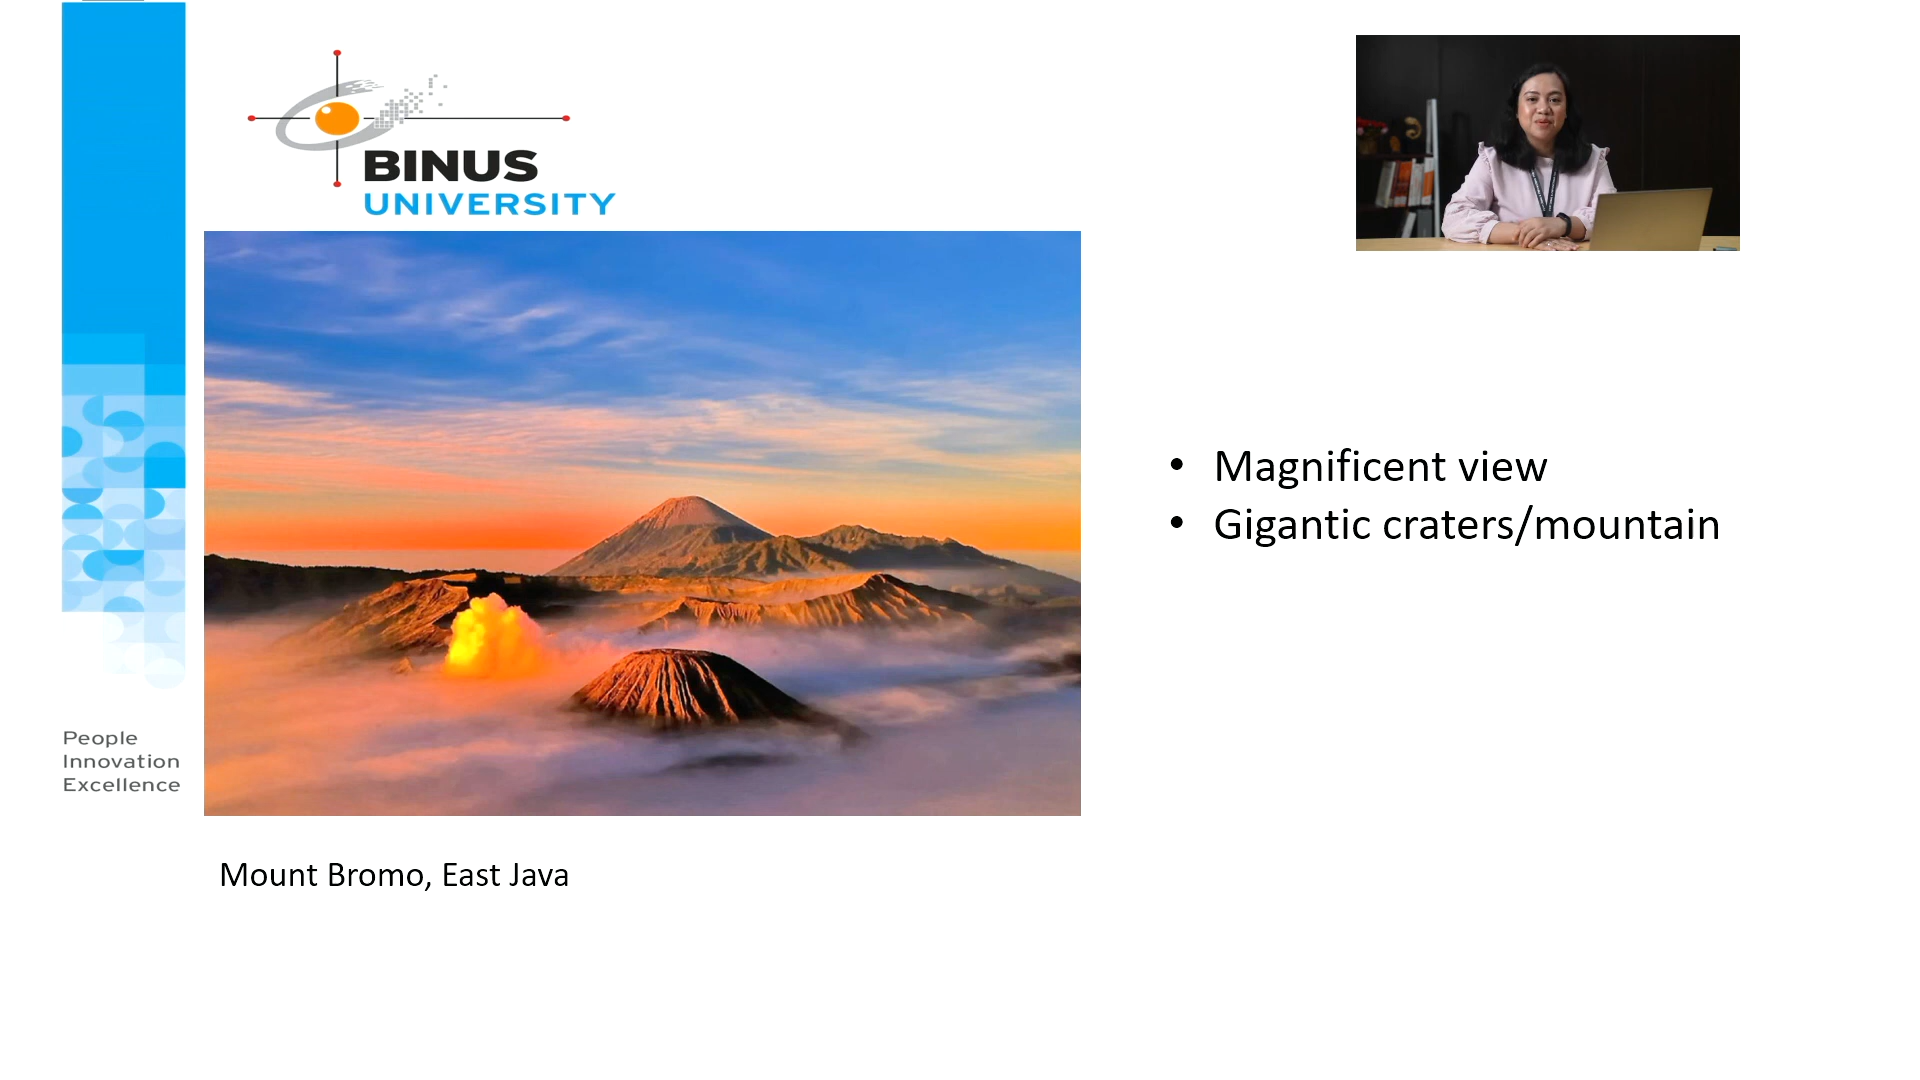 BINUS
UNIVERSITY
• Magnificent view
• Gigantic craters/mountain
People
Innovation
Excellence
Mount Bromo, East Java